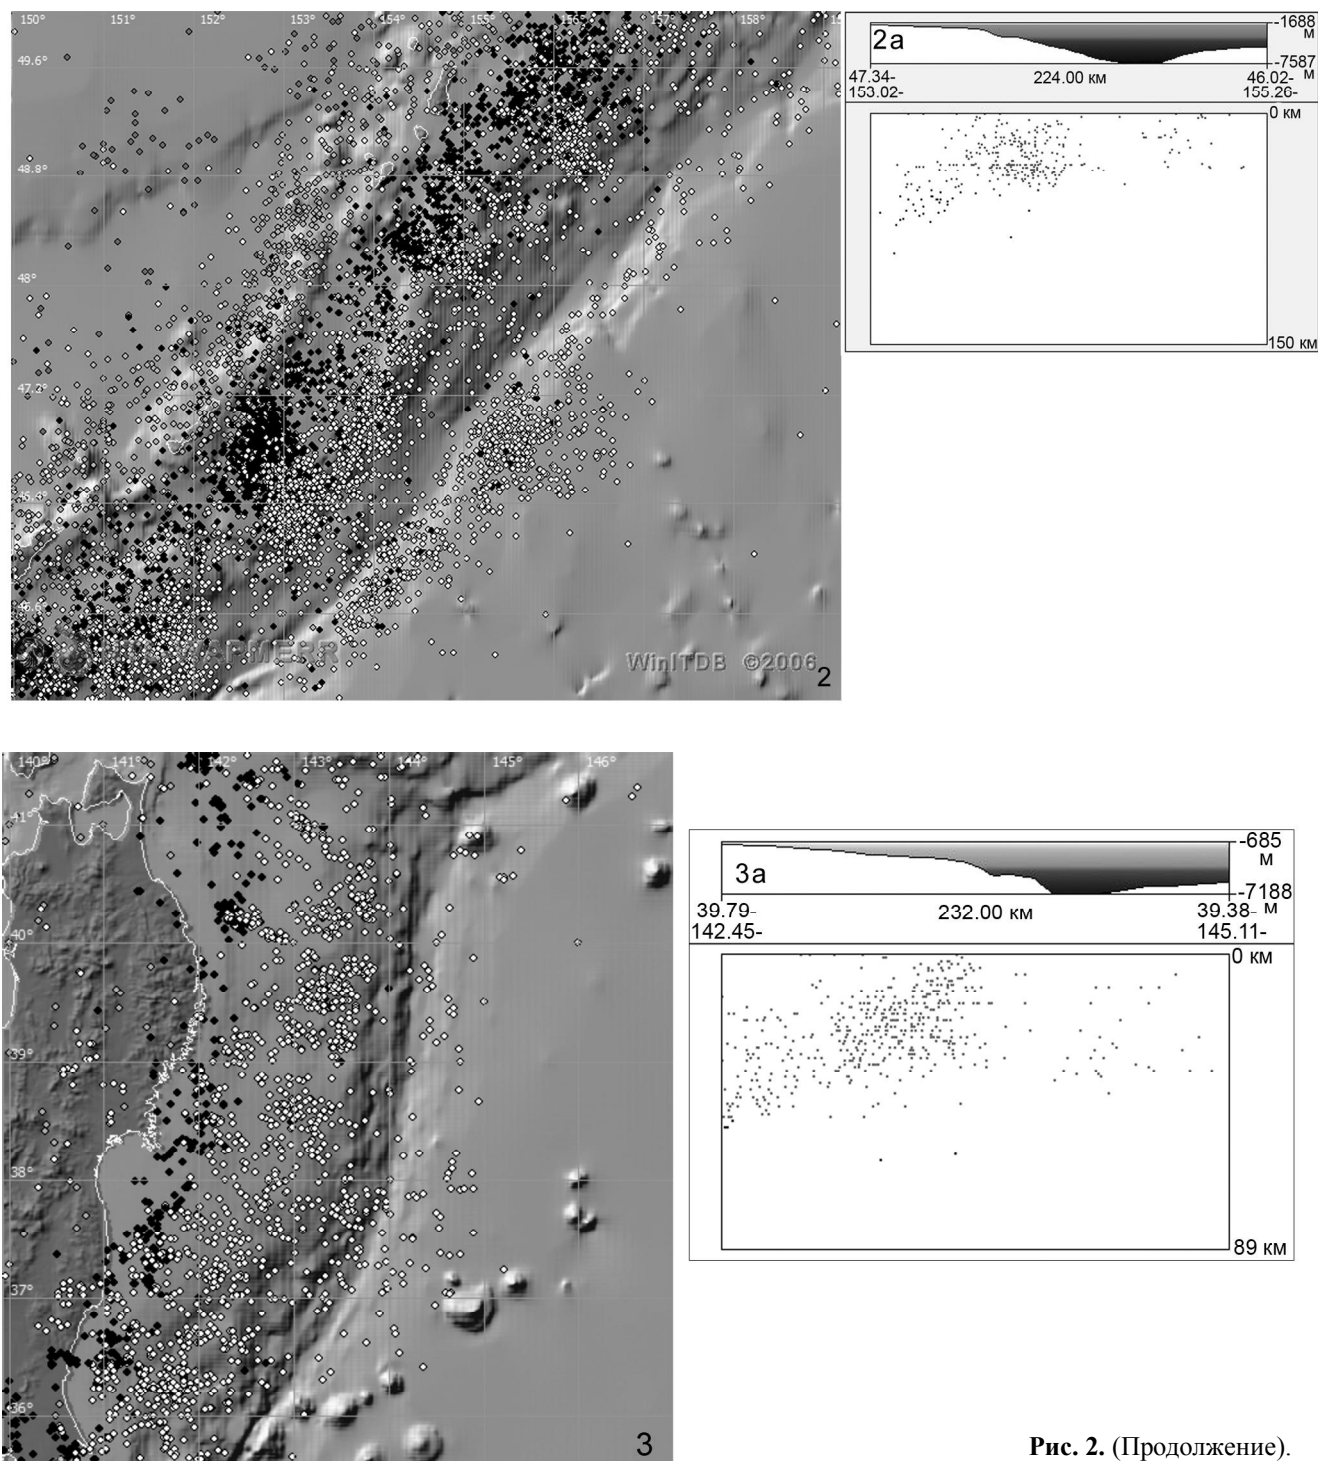 150° 151° 152° 153° 154° 155° 156° 157° 158°
49.6°
48.8°
48°
47.2°
WAPMERR
WinITDB ©2006
2
2а
-1688
м
-7587
м
47.34- 224.00 км 46.02-
153.02- 155.26-
0 км
150 км
140° 141° 142° 143° 144° 145° 146°
41°
40°
39°
38°
37°
36°
3
3а
-685
м
-7188
м
39.79- 232.00 км 39.38-
142.45- 145.11-
0 км
89 км
Рис. 2. (Продолжение).